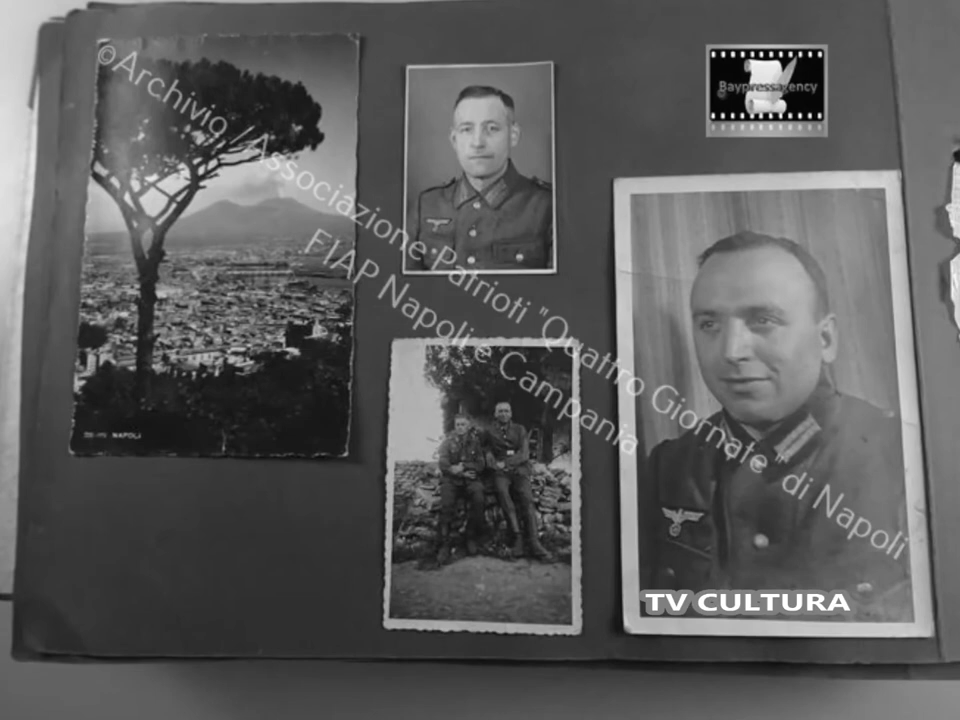 ©Archivio /Associazione Patrioti "Quattro Giornate" di Napoli
FIAP Napoli e Campania
Baypressagency
NAPOLI
TV CULTURA